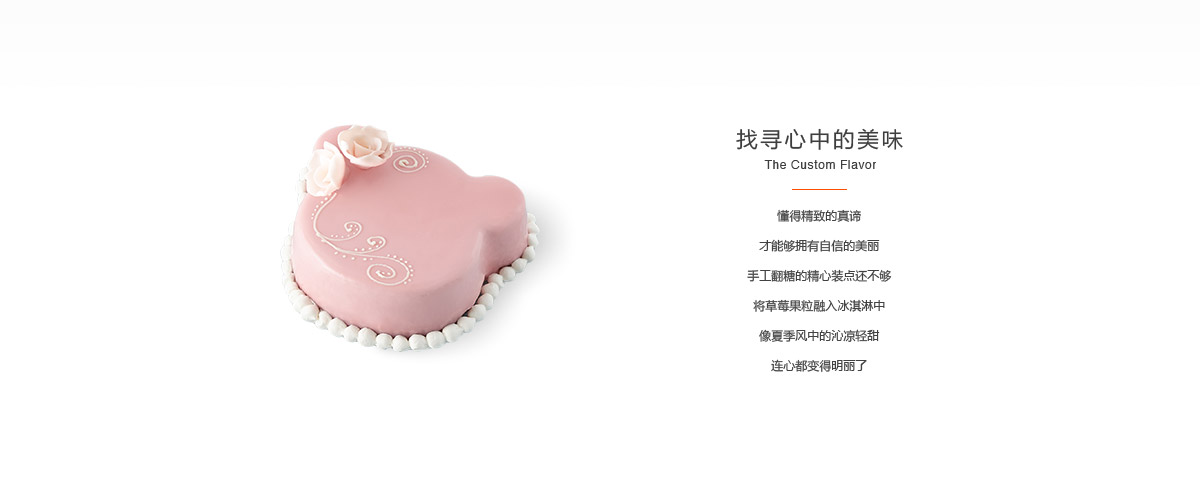 找寻心中的美味
The Custom Flavor
懂得精致的真谛
才能够拥有自信的美丽
手工翻糖的精心装点还不够
将草莓果粒融入冰淇淋中
像夏季风中的沁凉轻甜
连心都变得明丽了